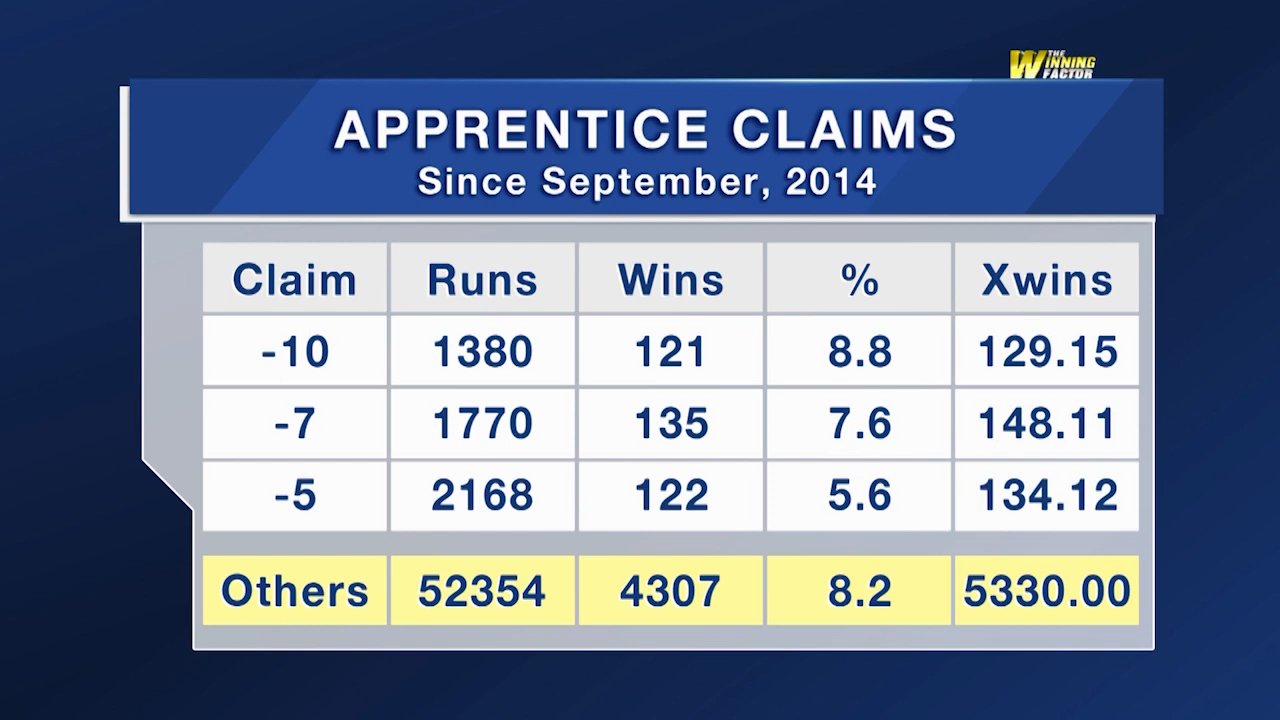 THE
WINNING
FACTOR
APPRENTICE CLAIMS
Since September, 2014
Claim Runs Wins % Xwins
-10 1380 121 8.8 129.15
-7 1770 135 7.6 148.11
-5 2168 122 5.6 134.12
Others 52354 4307 8.2 5330.00